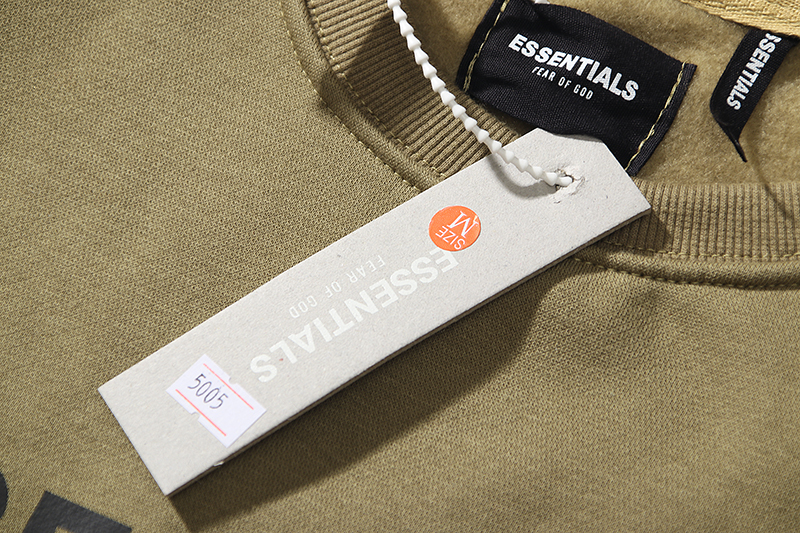 ESSENTIALS
FEAR OF GOD
ESSENTIALS
SIZE
M
ESSENTIALS
FEAR OF GOD
5005